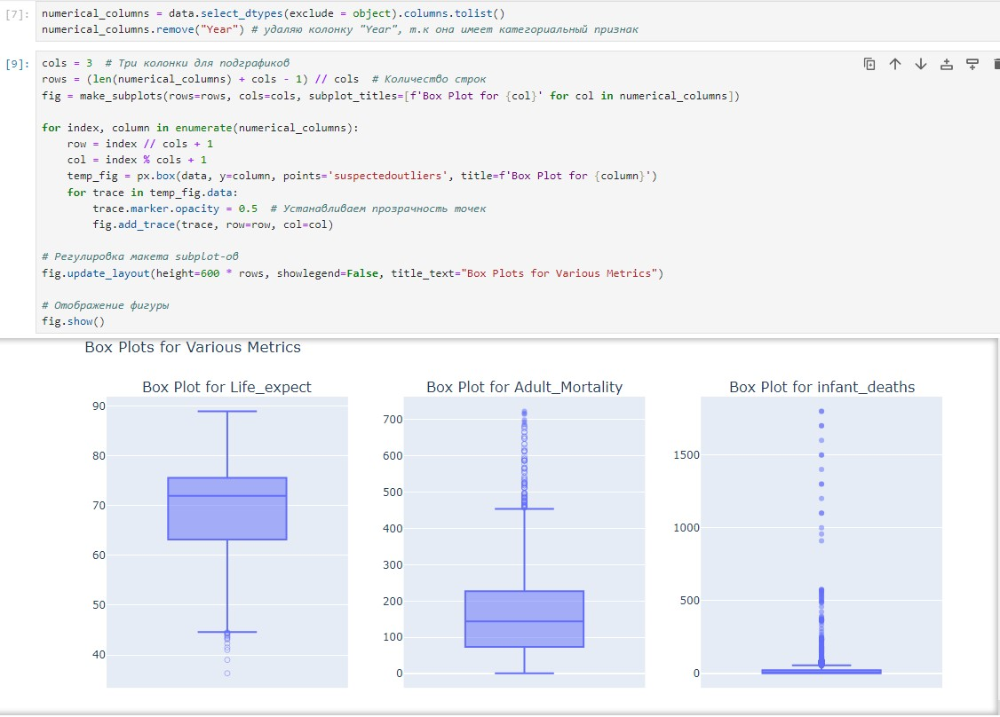 [7]: numerical_columns = data.select_dtypes(exclude = object).columns.tolist()
numerical_columns.remove("Year") # удаляю колонку "Year", т.к она имеет категориальный признак
[9]: cols = 3  # Три колонки для подграфиков
rows = (len(numerical_columns) + cols - 1) // cols  # Количество строк
fig = make_subplots(rows=rows, cols=cols, subplot_titles=[f'Box Plot for {col}' for col in numerical_columns])
for index, column in enumerate(numerical_columns):
    row = index // cols + 1
    col = index % cols + 1
    temp_fig = px.box(data, y=column, points='suspectedoutliers', title=f'Box Plot for {column}')
    for trace in temp_fig.data:
        trace.marker.opacity = 0.5  # Устанавливаем прозрачность точек
        fig.add_trace(trace, row=row, col=col)
# Регулировка макета subplot-ов
fig.update_layout(height=600 * rows, showlegend=False, title_text="Box Plots for Various Metrics")
# Отображение фигуры
fig.show()
Box Plots for Various Metrics
Box Plot for Life_expect
90
80
70
60
50
40
Box Plot for Adult_Mortality
700
600
500
400
300
200
100
0
Box Plot for infant_deaths
1500
1000
500
0